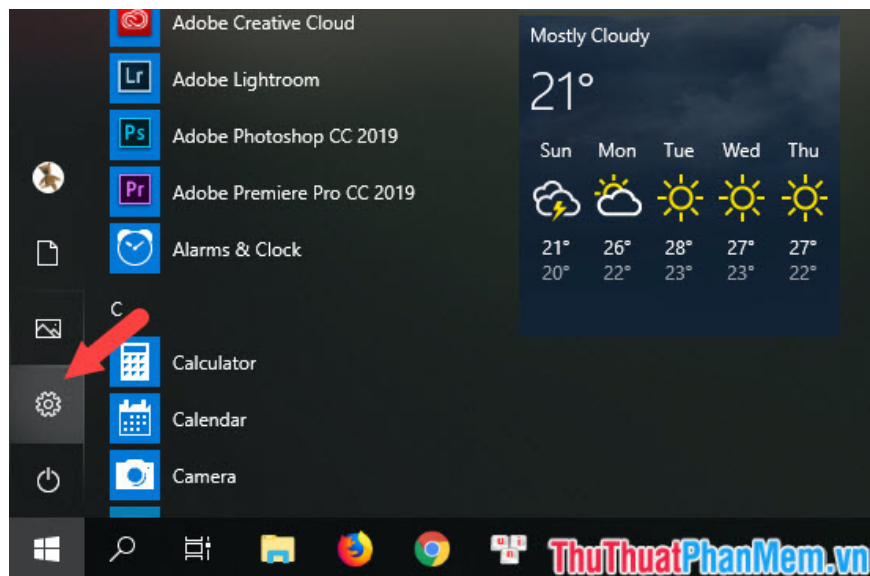 Adobe Creative Cloud
Lr Adobe Lightroom
Ps Adobe Photoshop CC 2019
Pr Adobe Premiere Pro CC 2019
Alarms & Clock
C
Calculator
Calendar
Camera
Mostly Cloudy
21°
Sun Mon Tue Wed Thu
21° 26° 28° 27° 27°
20° 22° 23° 23° 22°
u n i
ThuThuatPhanMem.vn